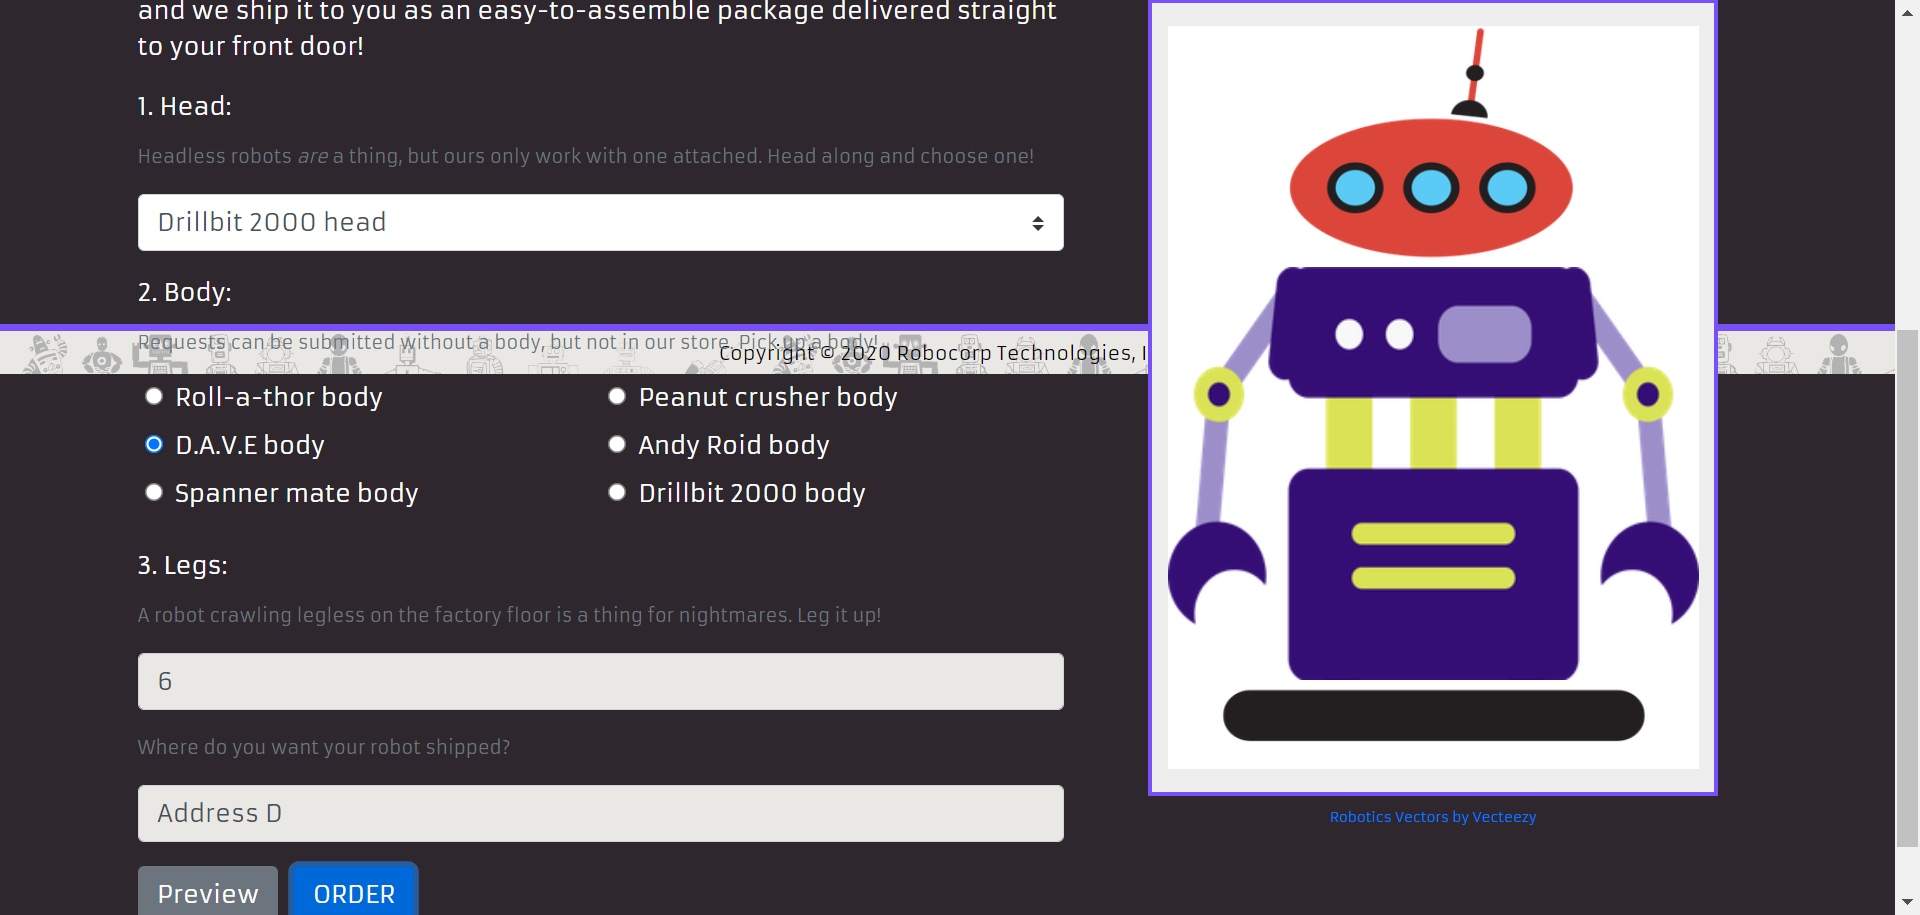 and we ship it to you as an easy-to-assemble package delivered straight
to your front door!
1. Head:
Headless robots are a thing, but ours only work with one attached. Head along and choose one!
Drillbit 2000 head
2. Body:
Requests can be submitted without a body, but not in our store. Pick up a body!
Copyright © 2020 Robocorp Technologies, I
Roll-a-thor body
Peanut crusher body
D.A.V.E body
Andy Roid body
Spanner mate body
Drillbit 2000 body
3. Legs:
A robot crawling legless on the factory floor is a thing for nightmares. Leg it up!
6
Where do you want your robot shipped?
Address D
Preview
ORDER
Robotics Vectors by Vecteezy